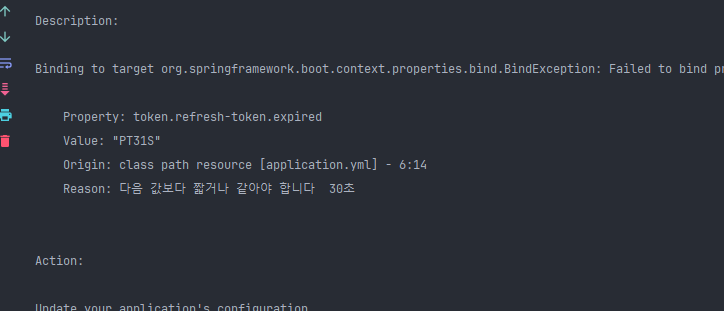 Description:
Binding to target org.springframework.boot.context.properties.bind.BindException: Failed to bind
Property: token.refresh-token.expired
Value: "PT31S"
Origin: class path resource [application.yml] - 6:14
Reason: 다음 값보다 짧거나 같아야 합니다 30초
Action:
Update your application's configuration